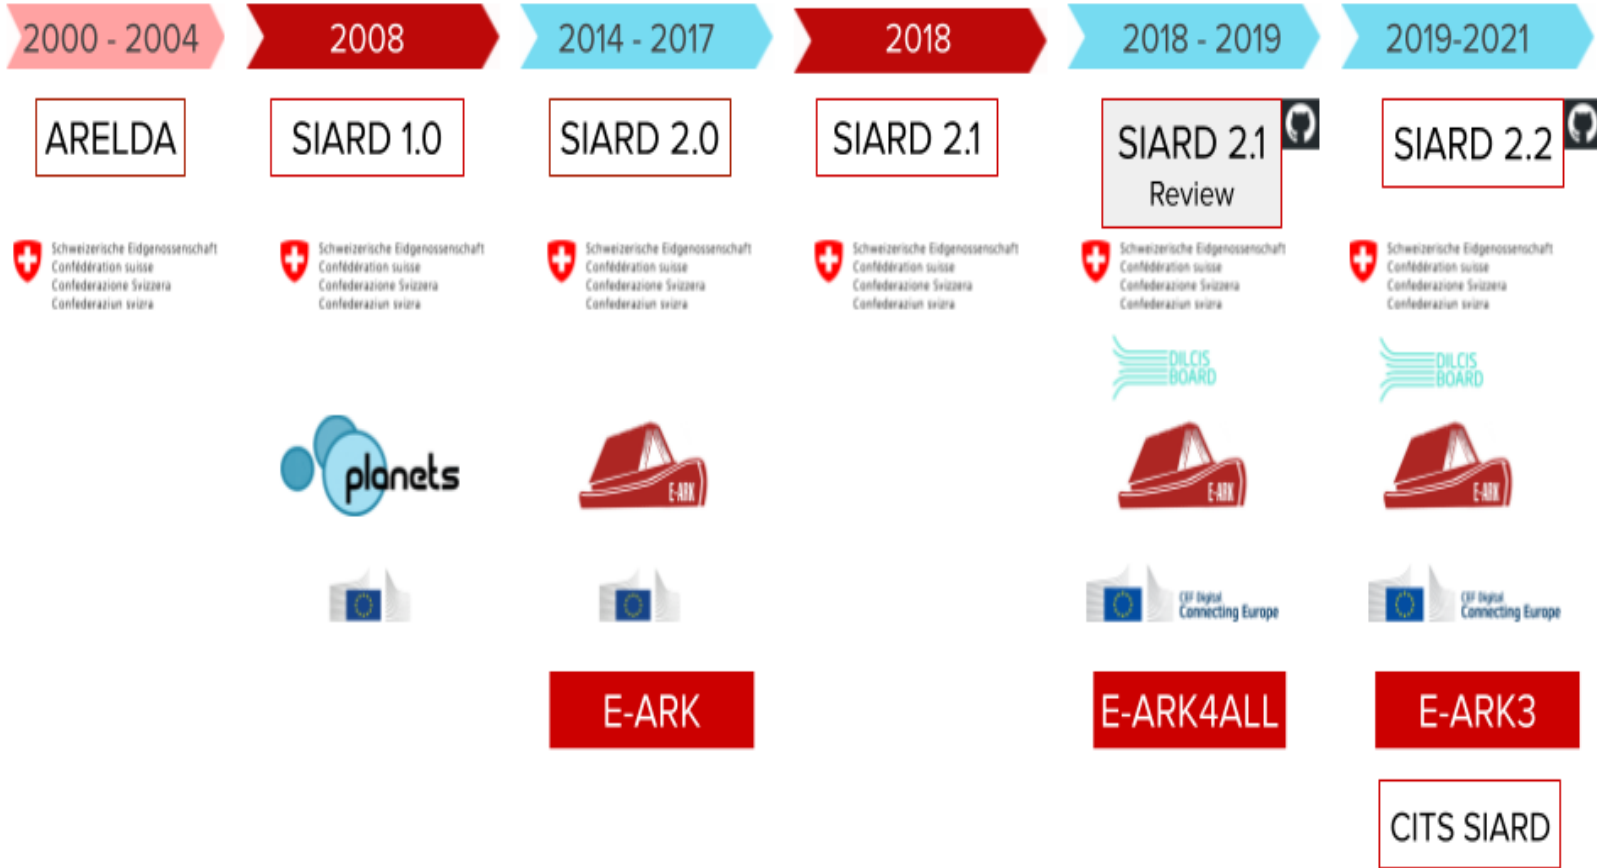 2000 - 2004
2008
2014 - 2017
2018
2018 - 2019
2019-2021
ARELDA
SIARD 1.0
SIARD 2.0
SIARD 2.1
SIARD 2.1
Review
SIARD 2.2
Schweizerische Eidgenossenschaft
Confédération suisse
Confederazione Svizzera
Confederaziun svizra
Schweizerische Eidgenossenschaft
Confédération suisse
Confederazione Svizzera
Confederaziun svizra
Schweizerische Eidgenossenschaft
Confédération suisse
Confederazione Svizzera
Confederaziun svizra
Schweizerische Eidgenossenschaft
Confédération suisse
Confederazione Svizzera
Confederaziun svizra
Schweizerische Eidgenossenschaft
Confédération suisse
Confederazione Svizzera
Confederaziun svizra
Schweizerische Eidgenossenschaft
Confédération suisse
Confederazione Svizzera
Confederaziun svizra
DILCIS
BOARD
DILCIS
BOARD
planets
E-ARK
E-ARK
E-ARK
CEF Digital
Connecting Europe
CEF Digital
Connecting Europe
E-ARK
E-ARK4ALL
E-ARK3
CITS SIARD